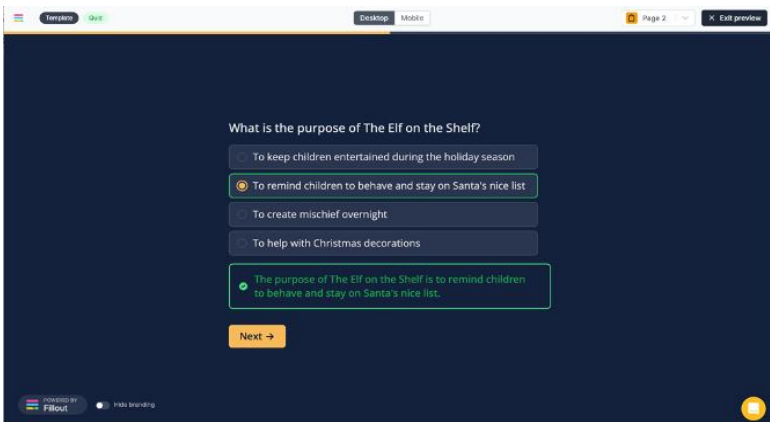 Template Quiz Desktop Mobile Page 2 Exit preview
What is the purpose of The Elf on the Shelf?
To keep children entertained during the holiday season
To remind children to behave and stay on Santa's nice list
To create mischief overnight
To help with Christmas decorations
The purpose of The Elf on the Shelf is to remind children
to behave and stay on Santa's nice list.
Next →
POWERED BY
Fillout
Hide branding